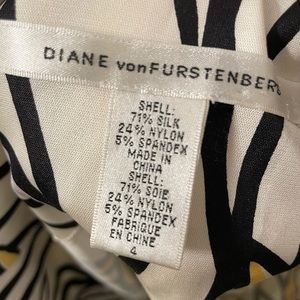 DIANE vonFURSTENBERG
SHELL:
71% SILK
24% NYLON
5% SPANDEX
MADE IN
CHINA
SHELL:
71% SOIE
24% NYLON
5% SPANDEX
FABRIQUE
EN CHINE
4